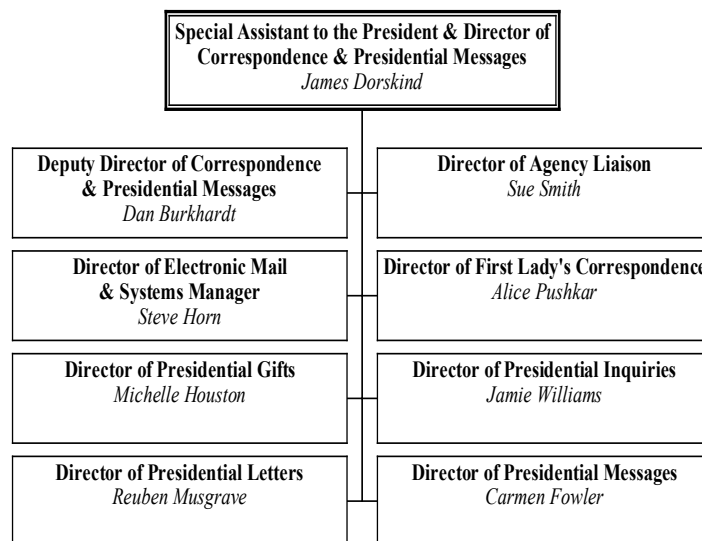 Special Assistant to the President & Director of
Correspondence & Presidential Messages
James Dorskind
Deputy Director of Correspondence
& Presidential Messages
Dan Burkhardt
Director of Agency Liaison
Sue Smith
Director of Electronic Mail
& Systems Manager
Steve Horn
Director of First Lady's Correspondence
Alice Pushkar
Director of Presidential Gifts
Michelle Houston
Director of Presidential Inquiries
Jamie Williams
Director of Presidential Letters
Reuben Musgrave
Director of Presidential Messages
Carmen Fowler